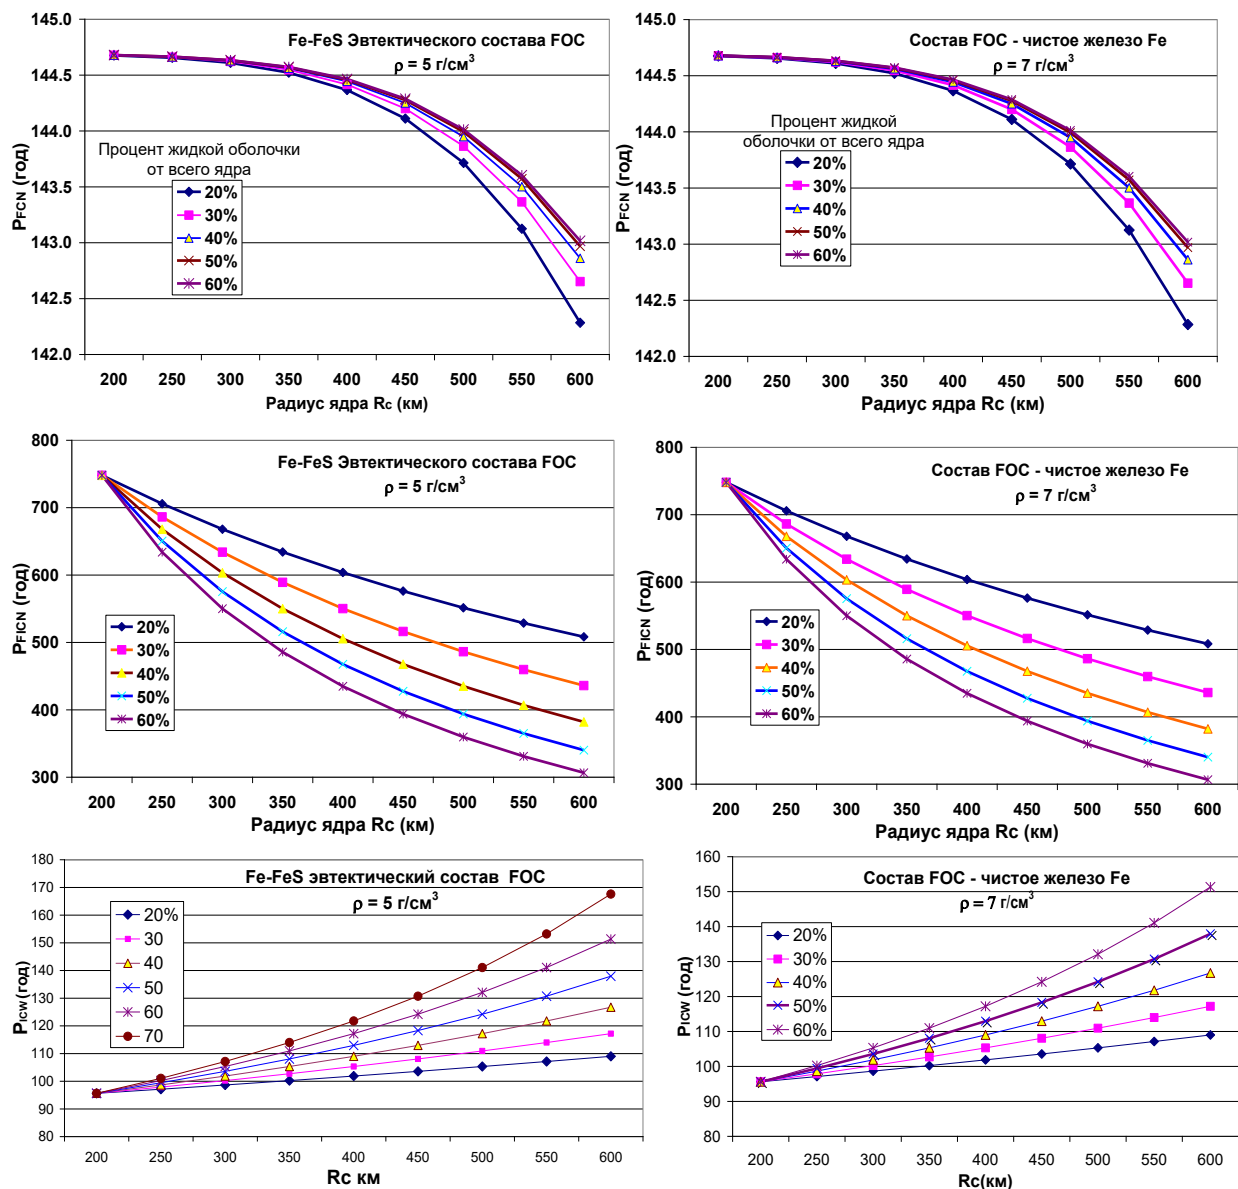 Fe-FeS Эвтектического состава FOC
ρ = 5 г/см³
Процент жидкой оболочки
от всего ядра
20%
30%
40%
50%
60%
PFCN (год)
145.0
144.5
144.0
143.5
143.0
142.5
142.0
200 250 300 350 400 450 500 550 600
Радиус ядра Rc (км)
Состав FOC - чистое железо Fe
ρ = 7 г/см³
Процент жидкой
оболочки от всего ядра
20%
30%
40%
50%
60%
PFCN (год)
145.0
144.5
144.0
143.5
143.0
142.5
142.0
200 250 300 350 400 450 500 550 600
Радиус ядра Rc (км)
Fe-FeS Эвтектического состава FOC
ρ = 5 г/см³
20%
30%
40%
50%
60%
PFICN (год)
800
700
600
500
400
300
200 250 300 350 400 450 500 550 600
Радиус ядра Rc (км)
Состав FOC - чистое железо Fe
ρ = 7 г/см³
20%
30%
40%
50%
60%
PFICN (год)
800
700
600
500
400
300
200 250 300 350 400 450 500 550 600
Радиус ядра Rc (км)
Fe-FeS эвтектический состав FOC
ρ = 5 г/см³
20%
30
40
50
60
70
PICW (год)
180
170
160
150
140
130
120
110
100
90
80
200 250 300 350 400 450 500 550 600
Rc км
Состав FOC - чистое железо Fe
ρ = 7 г/см³
20%
30%
40%
50%
60%
PICW (год)
160
150
140
130
120
110
100
90
80
200 250 300 350 400 450 500 550 600
Rc(км)